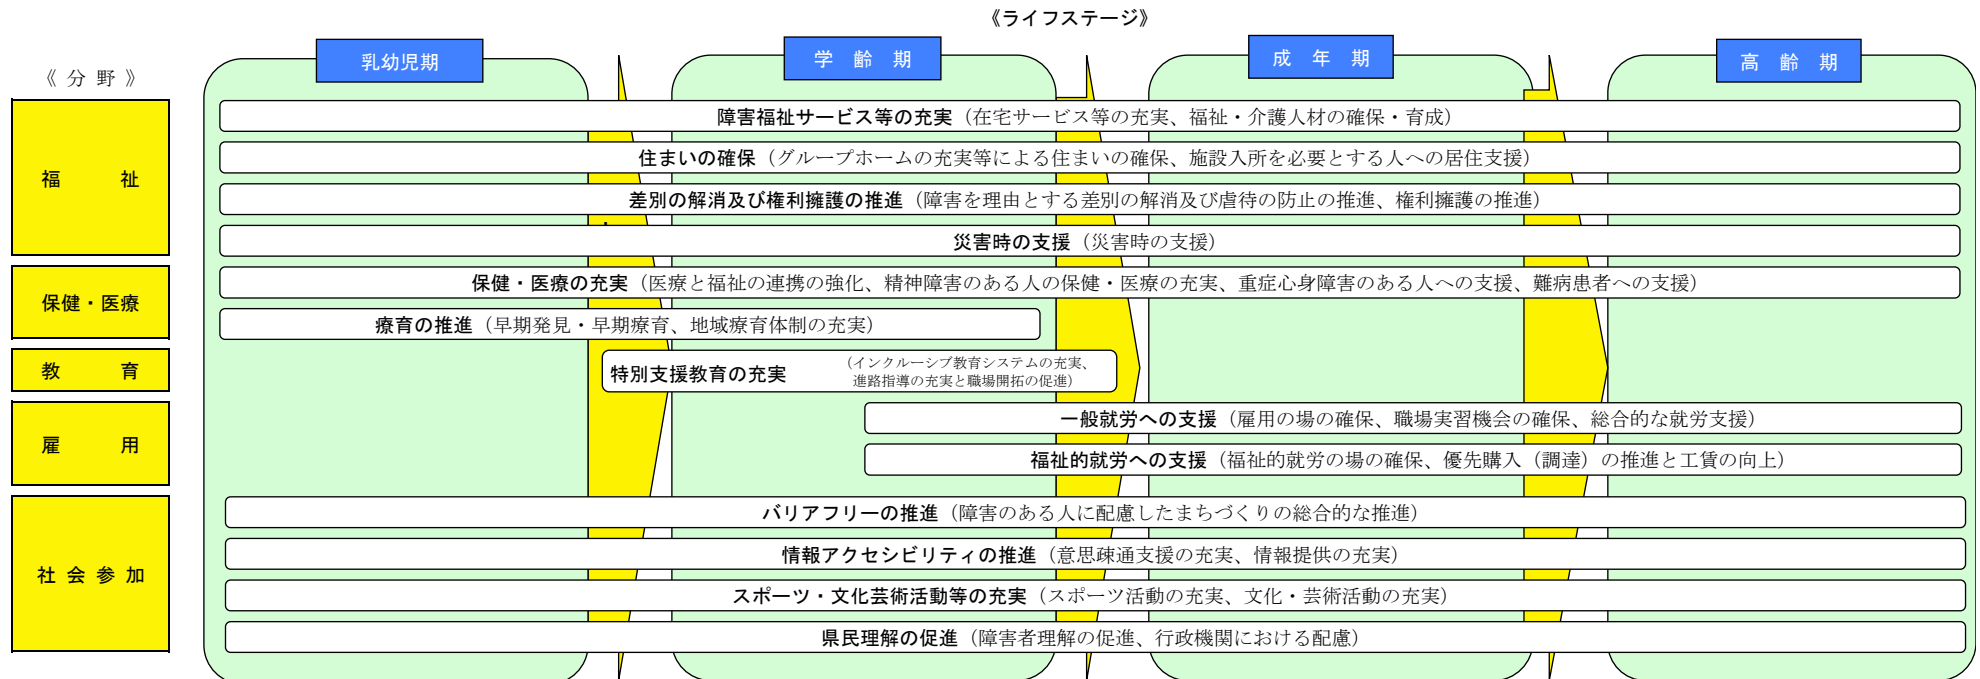 《ライフステージ》
乳幼児期
学齢期
成年期
高齢期
《分野》
福祉
障害福祉サービス等の充実（在宅サービス等の充実、福祉・介護人材の確保・育成）
住まいの確保（グループホームの充実等による住まいの確保、施設入所を必要とする人への居住支援）
差別の解消及び権利擁護の推進（障害を理由とする差別の解消及び虐待の防止の推進、権利擁護の推進）
災害時の支援（災害時の支援）
保健・医療
保健・医療の充実（医療と福祉の連携の強化、精神障害のある人の保健・医療の充実、重症心身障害のある人への支援、難病患者への支援）
療育の推進（早期発見・早期療育、地域療育体制の充実）
教育
特別支援教育の充実
（インクルーシブ教育システムの充実、
進路指導の充実と職場開拓の促進）
雇用
一般就労への支援（雇用の場の確保、職場実習機会の確保、総合的な就労支援）
福祉的就労への支援（福祉的就労の場の確保、優先購入（調達）の推進と工賃の向上）
社会参加
バリアフリーの推進（障害のある人に配慮したまちづくりの総合的な推進）
情報アクセシビリティの推進（意思疎通支援の充実、情報提供の充実）
スポーツ・文化芸術活動等の充実（スポーツ活動の充実、文化・芸術活動の充実）
県民理解の促進（障害者理解の促進、行政機関における配慮）